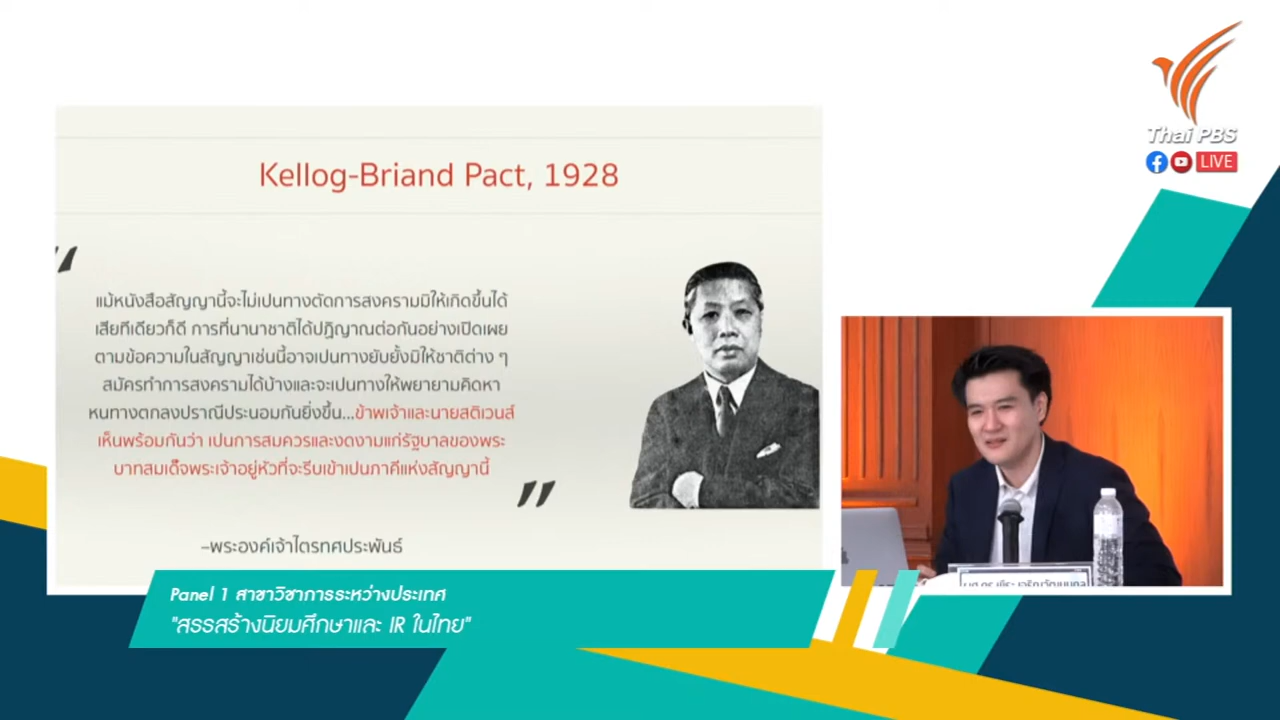 Thai PBS
LIVE
Kellog-Briand Pact, 1928
“
แม้หนังสือสัญญานี้จะไม่เปนทางตัดการสงครามมิให้เกิดขึ้นได้
เสียทีเดียวก็ดี การที่นานาชาติได้ปฏิญาณต่อกันอย่างเปิดเผย
ตามข้อความในสัญญาเช่นนี้อาจเปนทางยับยั้งมิให้ชาติต่าง ๆ
สมัครทำการสงครามได้บ้างและจะเปนทางให้พยายามคิดหา
หนทางตกลงปราณีประนอมกันยิ่งขึ้น...ข้าพเจ้าและนายสติเวนส์
เห็นพร้อมกันว่า เปนการสมควรและงดงามแก่รัฐบาลของพระ
บาทสมเด็จพระเจ้าอยู่หัวที่จะรีบเข้าเปนภาคีแห่งสัญญานี้
”
–พระองค์เจ้าไตรทศประพันธ์
Panel 1 สาขาวิชาการระหว่างประเทศ
"สรรสร้างนิยมศึกษาและ IR ในไทย"